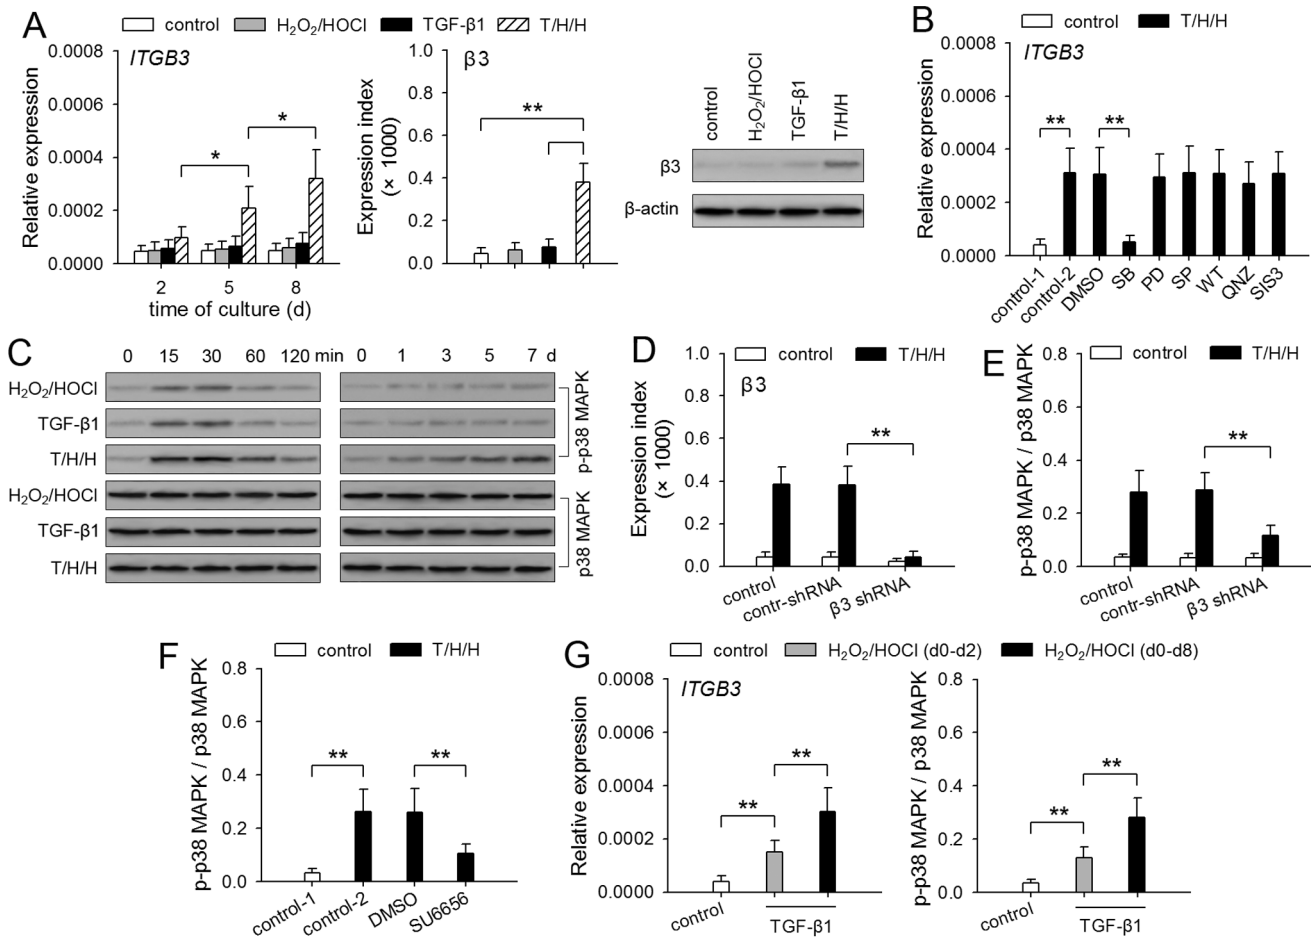 A
control H₂O₂/HOCl TGF-β1 T/H/H
ITGB3
Relative expression
0.0008
0.0006
0.0004
0.0002
0.0000
*
*
2 5 8
time of culture (d)
β3
Expression index
(× 1000)
1.0
0.8
0.6
0.4
0.2
0.0
**
control
H₂O₂/HOCl
TGF-β1
T/H/H
β3
β-actin
B
control T/H/H
ITGB3
Relative expression
0.0008
0.0006
0.0004
0.0002
0.0000
** **
control-1
control-2
DMSO
SB
PD
SP
WT
QNZ
SIS3
C
0 15 30 60 120 min 0 1 3 5 7 d
H₂O₂/HOCl
TGF-β1
T/H/H
p-p38 MAPK
H₂O₂/HOCl
TGF-β1
T/H/H
p38 MAPK
D
control T/H/H
β3
Expression index
(× 1000)
1.0
0.8
0.6
0.4
0.2
0.0
**
control
contr-shRNA
β3 shRNA
E
control T/H/H
p-p38 MAPK / p38 MAPK
0.8
0.6
0.4
0.2
0.0
**
control
contr-shRNA
β3 shRNA
F
control T/H/H
p-p38 MAPK / p38 MAPK
0.8
0.6
0.4
0.2
0.0
** **
control-1
control-2
DMSO
SU6656
G
control H₂O₂/HOCl (d0-d2) H₂O₂/HOCl (d0-d8)
ITGB3
Relative expression
0.0008
0.0006
0.0004
0.0002
0.0000
**
**
control
TGF-β1
p-p38 MAPK / p38 MAPK
0.8
0.6
0.4
0.2
0.0
**
**
control
TGF-β1